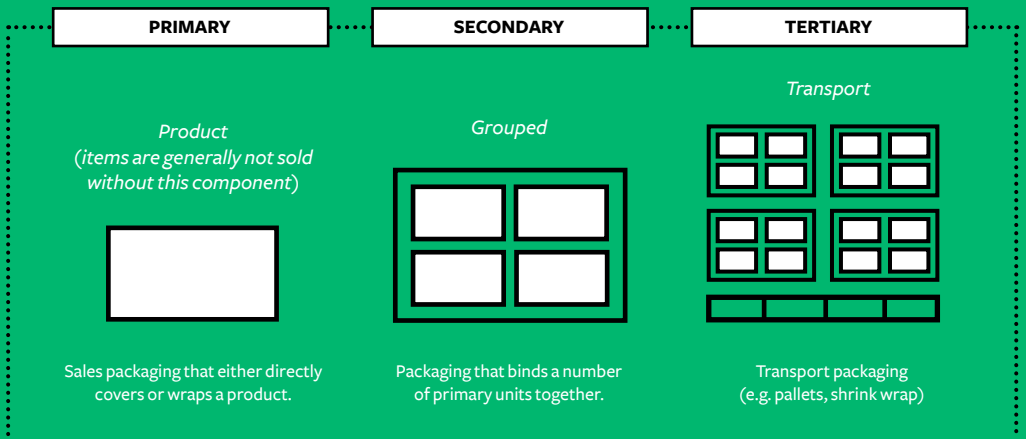 PRIMARY
SECONDARY
TERTIARY
Product
(items are generally not sold
without this component)
Grouped
Transport
Sales packaging that either directly
covers or wraps a product.
Packaging that binds a number
of primary units together.
Transport packaging
(e.g. pallets, shrink wrap)